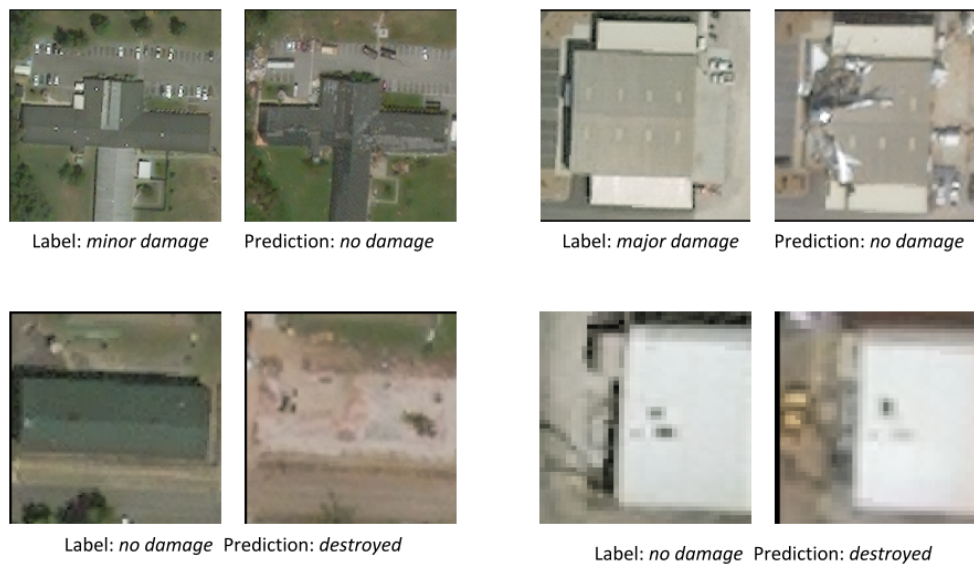 Label: minor damage Prediction: no damage
Label: major damage Prediction: no damage
Label: no damage Prediction: destroyed
Label: no damage Prediction: destroyed